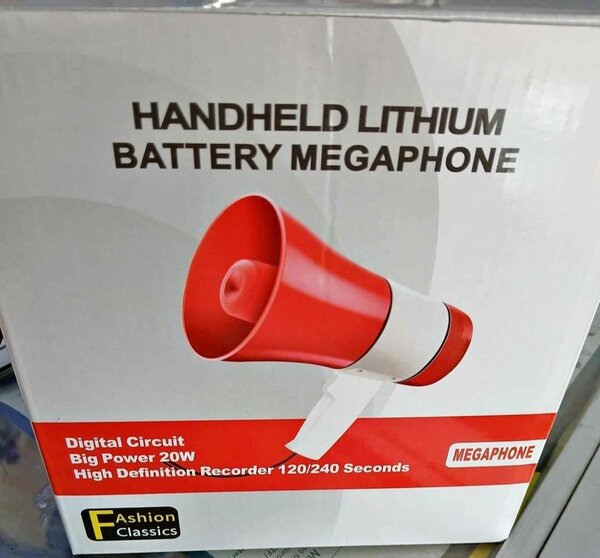 HANDHELD LITHIUM
BATTERY MEGAPHONE
Digital Circuit
Big Power 20W
High Definition Recorder 120/240 Seconds
MEGAPHONE
FAshion
Classics